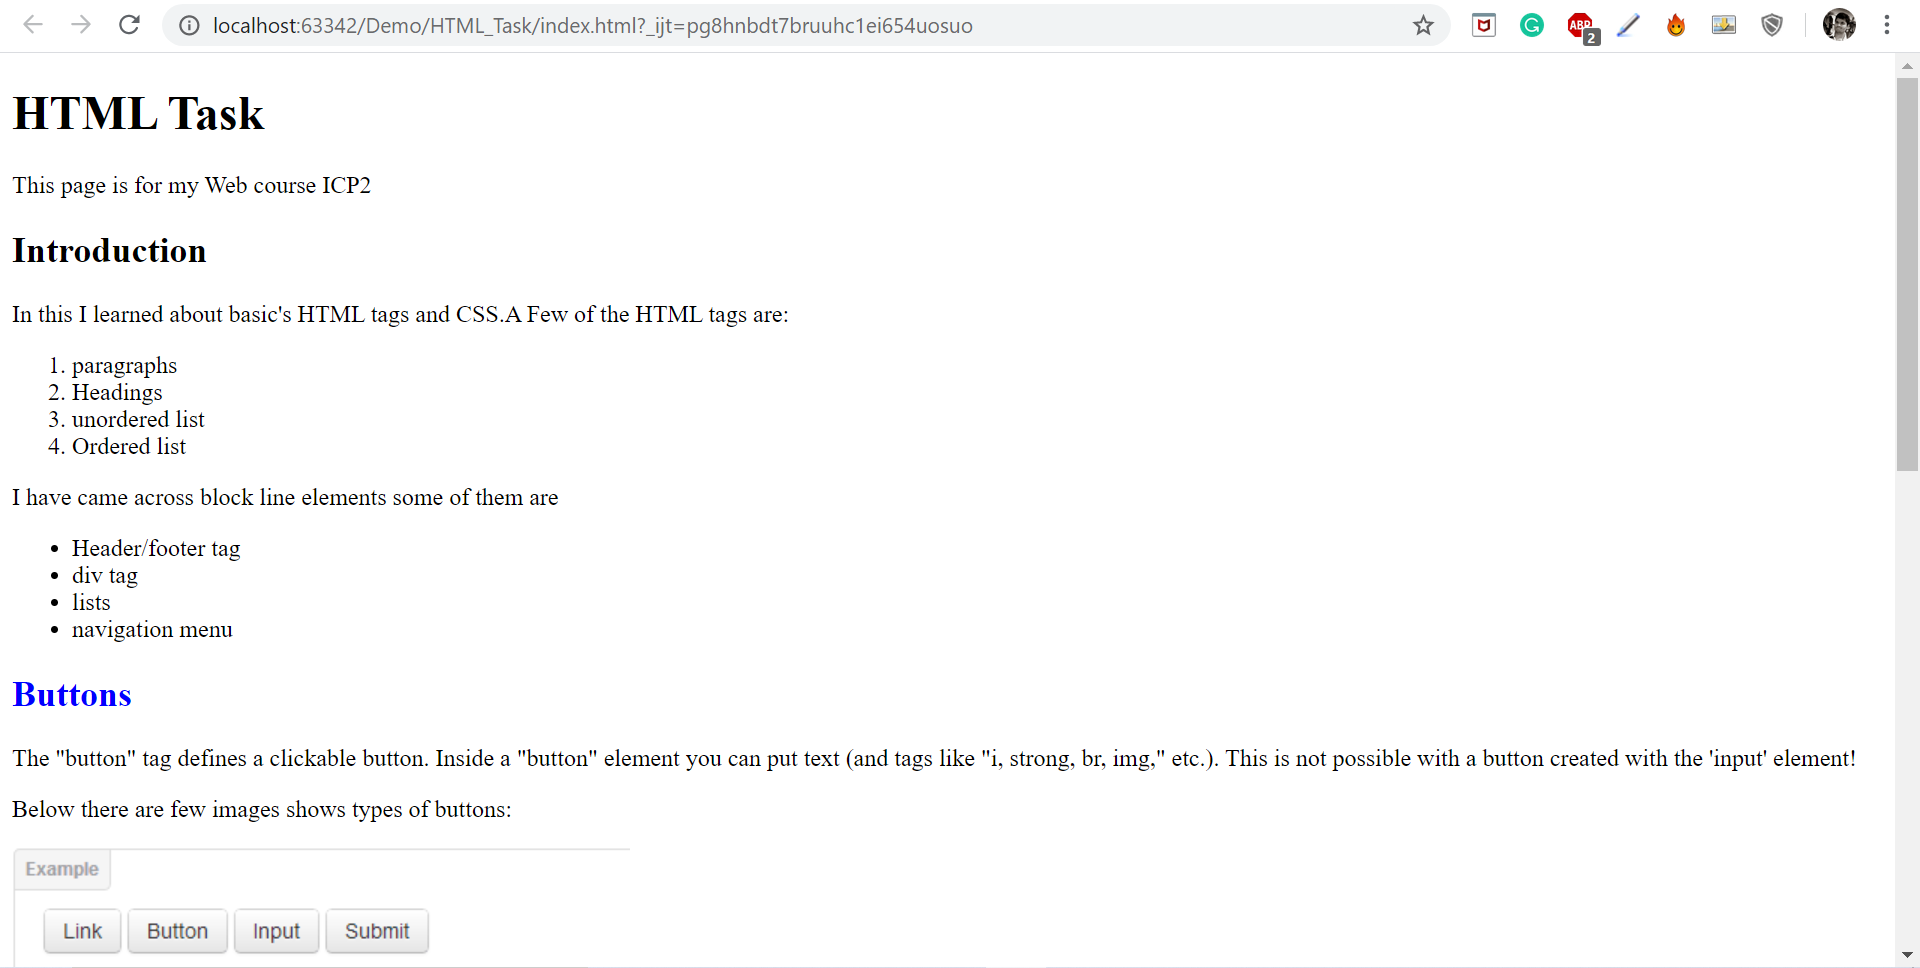 localhost:63342/Demo/HTML_Task/index.html?_ijt=pg8hnbdt7bruuhc1ei654uosuo
ABP
2
HTML Task
This page is for my Web course ICP2
Introduction
In this I learned about basic's HTML tags and CSS.A Few of the HTML tags are:
1. paragraphs
2. Headings
3. unordered list
4. Ordered list
I have came across block line elements some of them are
• Header/footer tag
• div tag
• lists
• navigation menu
Buttons
The "button" tag defines a clickable button. Inside a "button" element you can put text (and tags like "i, strong, br, img," etc.). This is not possible with a button created with the 'input' element!
Below there are few images shows types of buttons:
Example
Link Button Input Submit